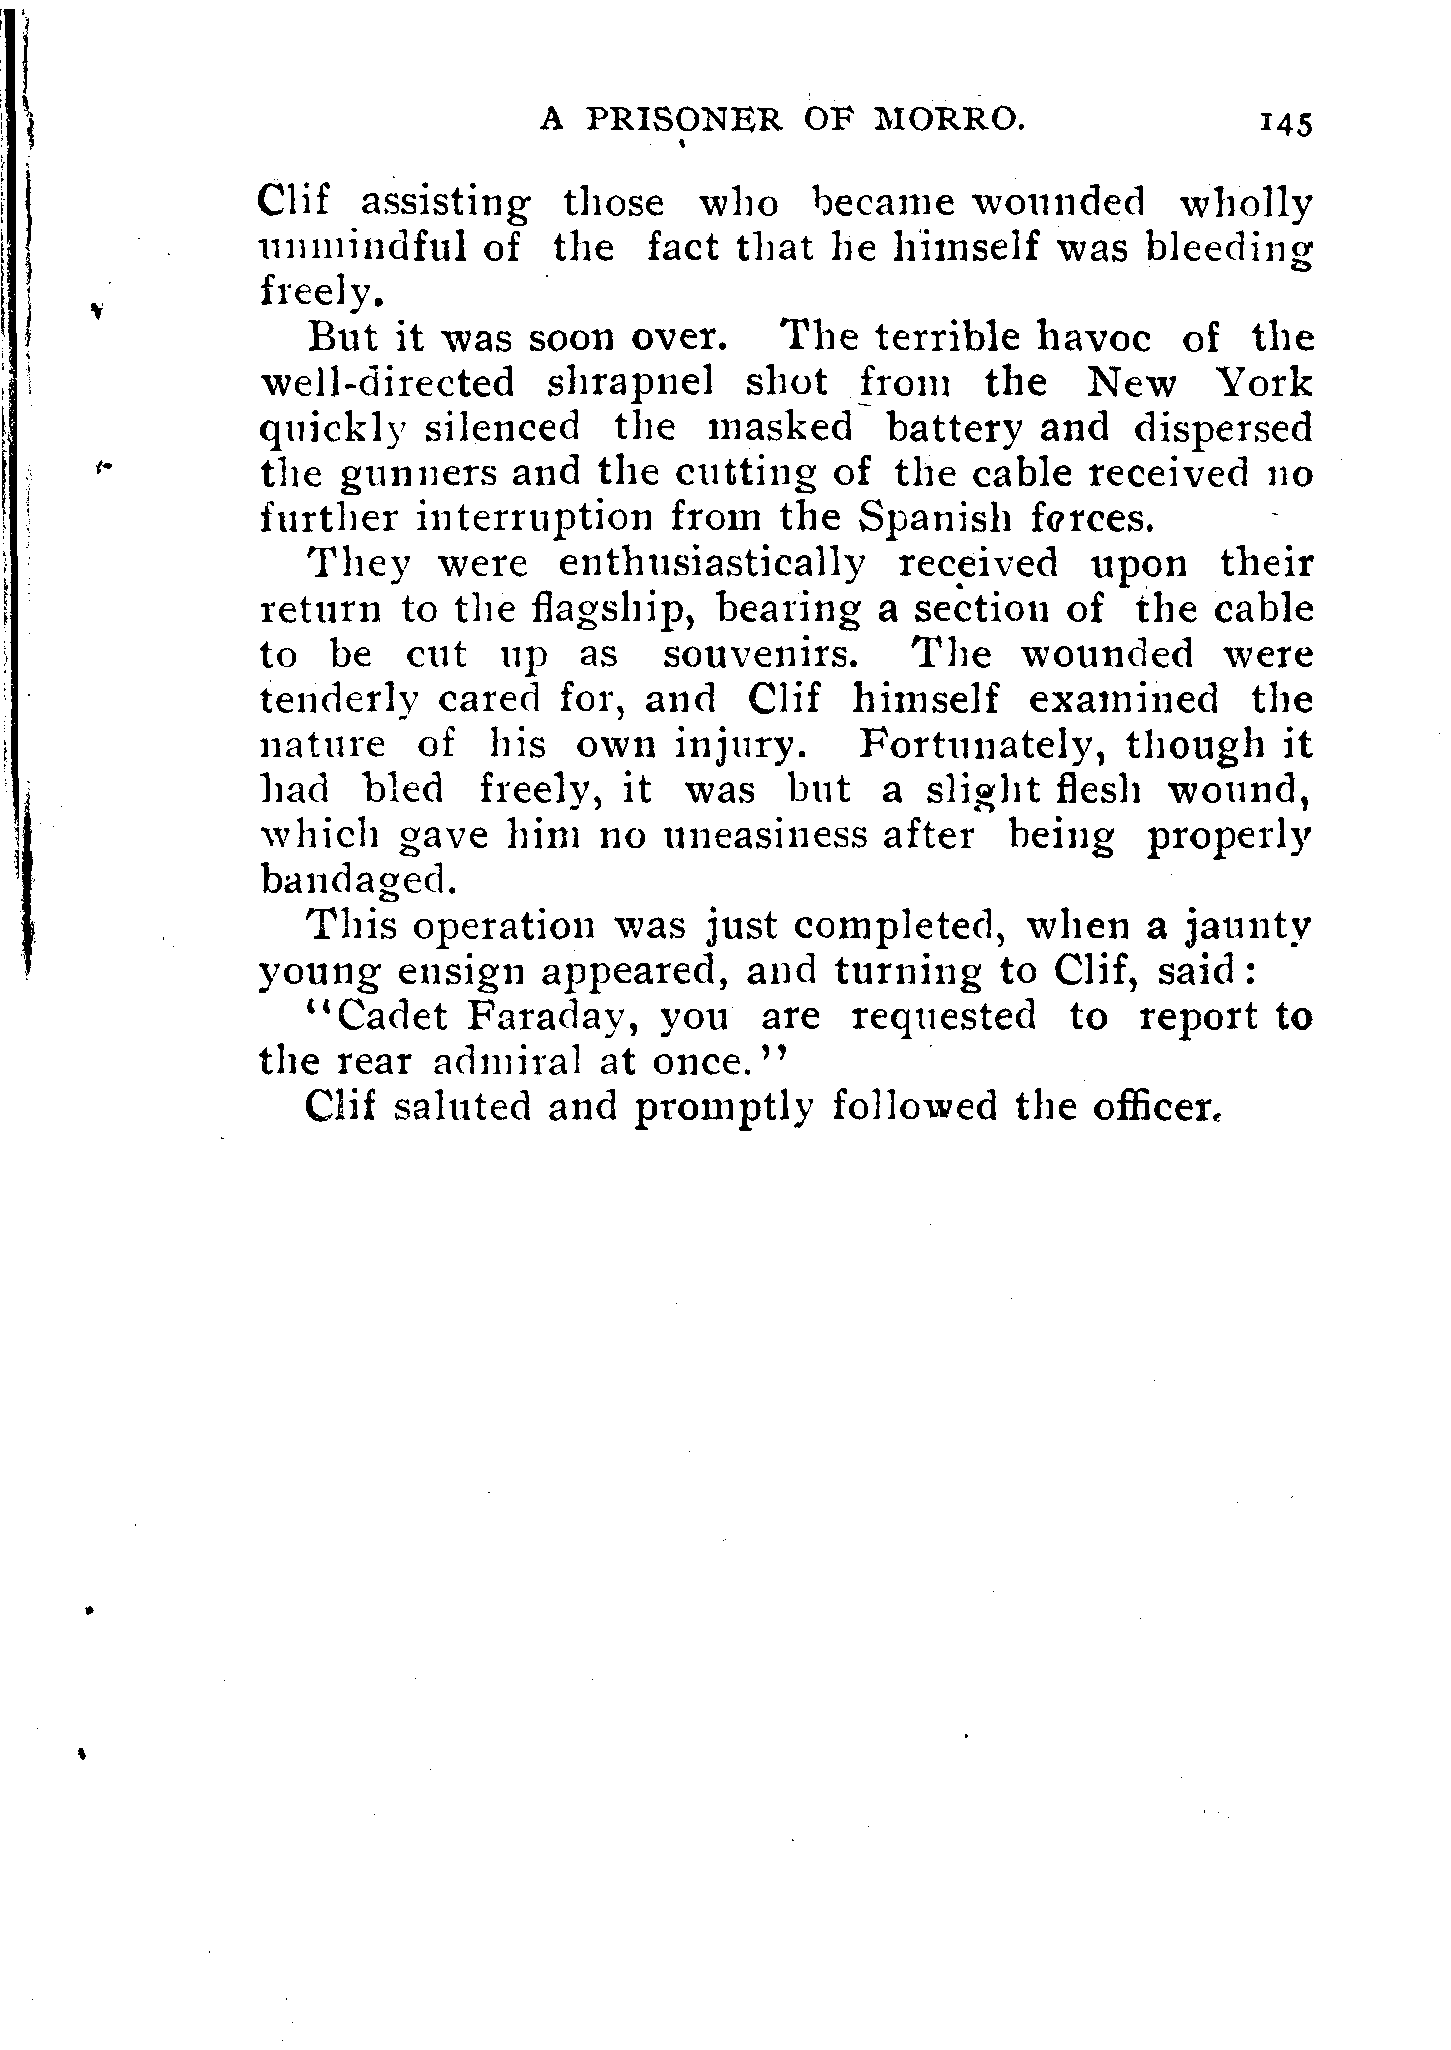 A PRISONER OF MORRO. 145
Clif assisting those who became wounded wholly
unmindful of the fact that he himself was bleeding
freely.
But it was soon over. The terrible havoc of the
well-directed shrapnel shot from the New York
quickly silenced the masked battery and dispersed
the gunners and the cutting of the cable received no
further interruption from the Spanish forces.
They were enthusiastically received upon their
return to the flagship, bearing a section of the cable
to be cut up as souvenirs. The wounded were
tenderly cared for, and Clif himself examined the
nature of his own injury. Fortunately, though it
had bled freely, it was but a slight flesh wound,
which gave him no uneasiness after being properly
bandaged.
This operation was just completed, when a jaunty
young ensign appeared, and turning to Clif, said:
"Cadet Faraday, you are requested to report to
the rear admiral at once."
Clif saluted and promptly followed the officer.